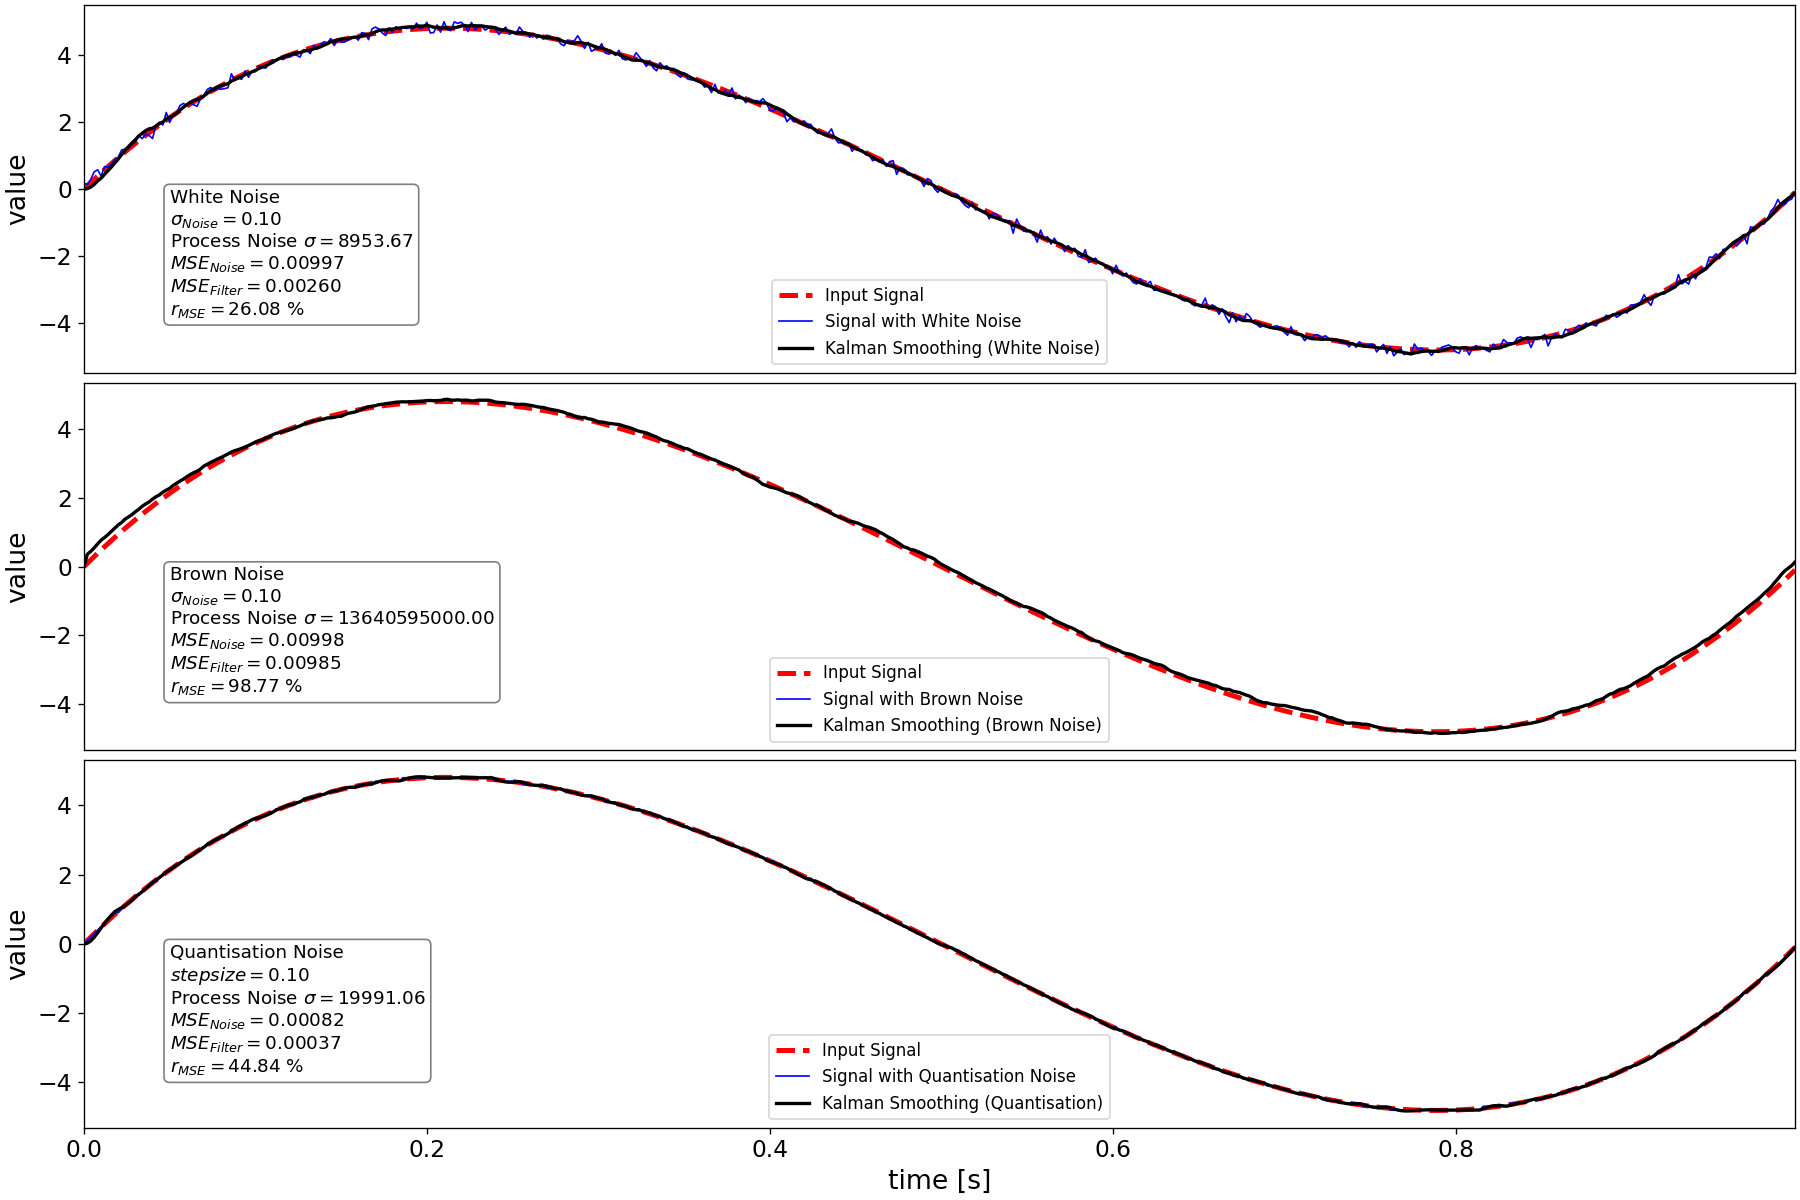 4
2
0
−2
−4
value
White Noise
σNoise = 0.10
Process Noise σ = 8953.67
MSENoise = 0.00997
MSEFilter = 0.00260
rMSE = 26.08 %
Input Signal
Signal with White Noise
Kalman Smoothing (White Noise)
4
2
0
−2
−4
value
Brown Noise
σNoise = 0.10
Process Noise σ = 13640595000.00
MSENoise = 0.00998
MSEFilter = 0.00985
rMSE = 98.77 %
Input Signal
Signal with Brown Noise
Kalman Smoothing (Brown Noise)
4
2
0
−2
−4
value
Quantisation Noise
stepsize = 0.10
Process Noise σ = 19991.06
MSENoise = 0.00082
MSEFilter = 0.00037
rMSE = 44.84 %
Input Signal
Signal with Quantisation Noise
Kalman Smoothing (Quantisation)
0.0 0.2 0.4 0.6 0.8
time [s]